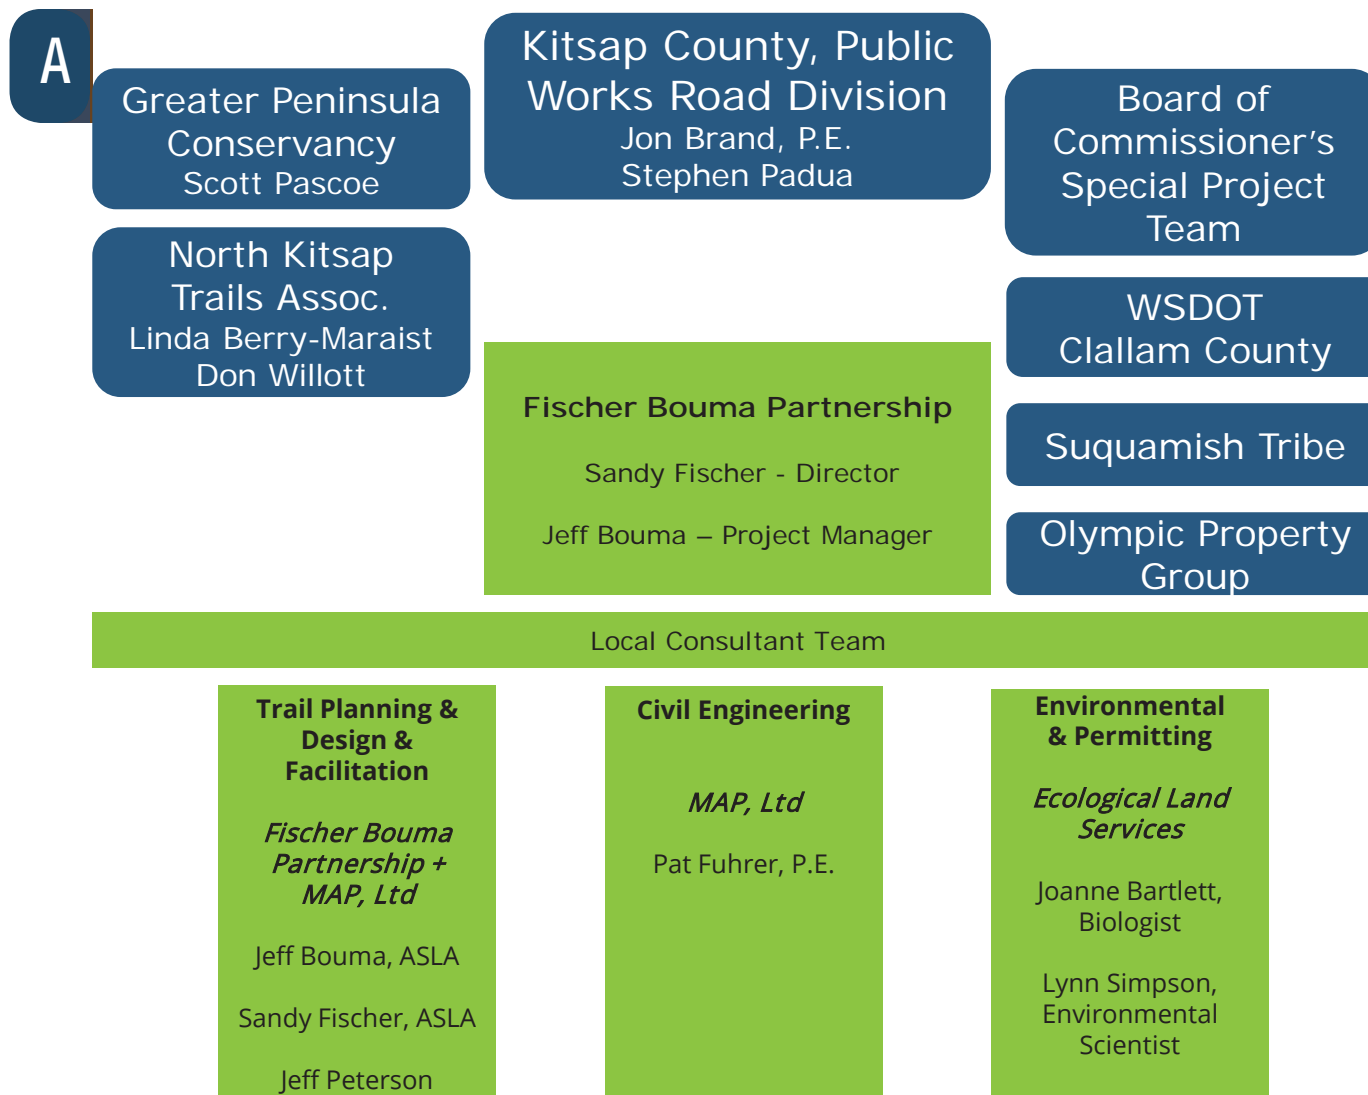 A
Greater Peninsula
Conservancy
Scott Pascoe
North Kitsap
Trails Assoc.
Linda Berry-Maraist
Don Willott
Kitsap County, Public
Works Road Division
Jon Brand, P.E.
Stephen Padua
Board of
Commissioner’s
Special Project
Team
WSDOT
Clallam County
Suquamish Tribe
Olympic Property
Group
Fischer Bouma Partnership
Sandy Fischer - Director
Jeff Bouma – Project Manager
Local Consultant Team
Trail Planning &
Design &
Facilitation
Fischer Bouma
Partnership +
MAP, Ltd
Jeff Bouma, ASLA
Sandy Fischer, ASLA
Jeff Peterson
Civil Engineering
MAP, Ltd
Pat Fuhrer, P.E.
Environmental
& Permitting
Ecological Land
Services
Joanne Bartlett,
Biologist
Lynn Simpson,
Environmental
Scientist